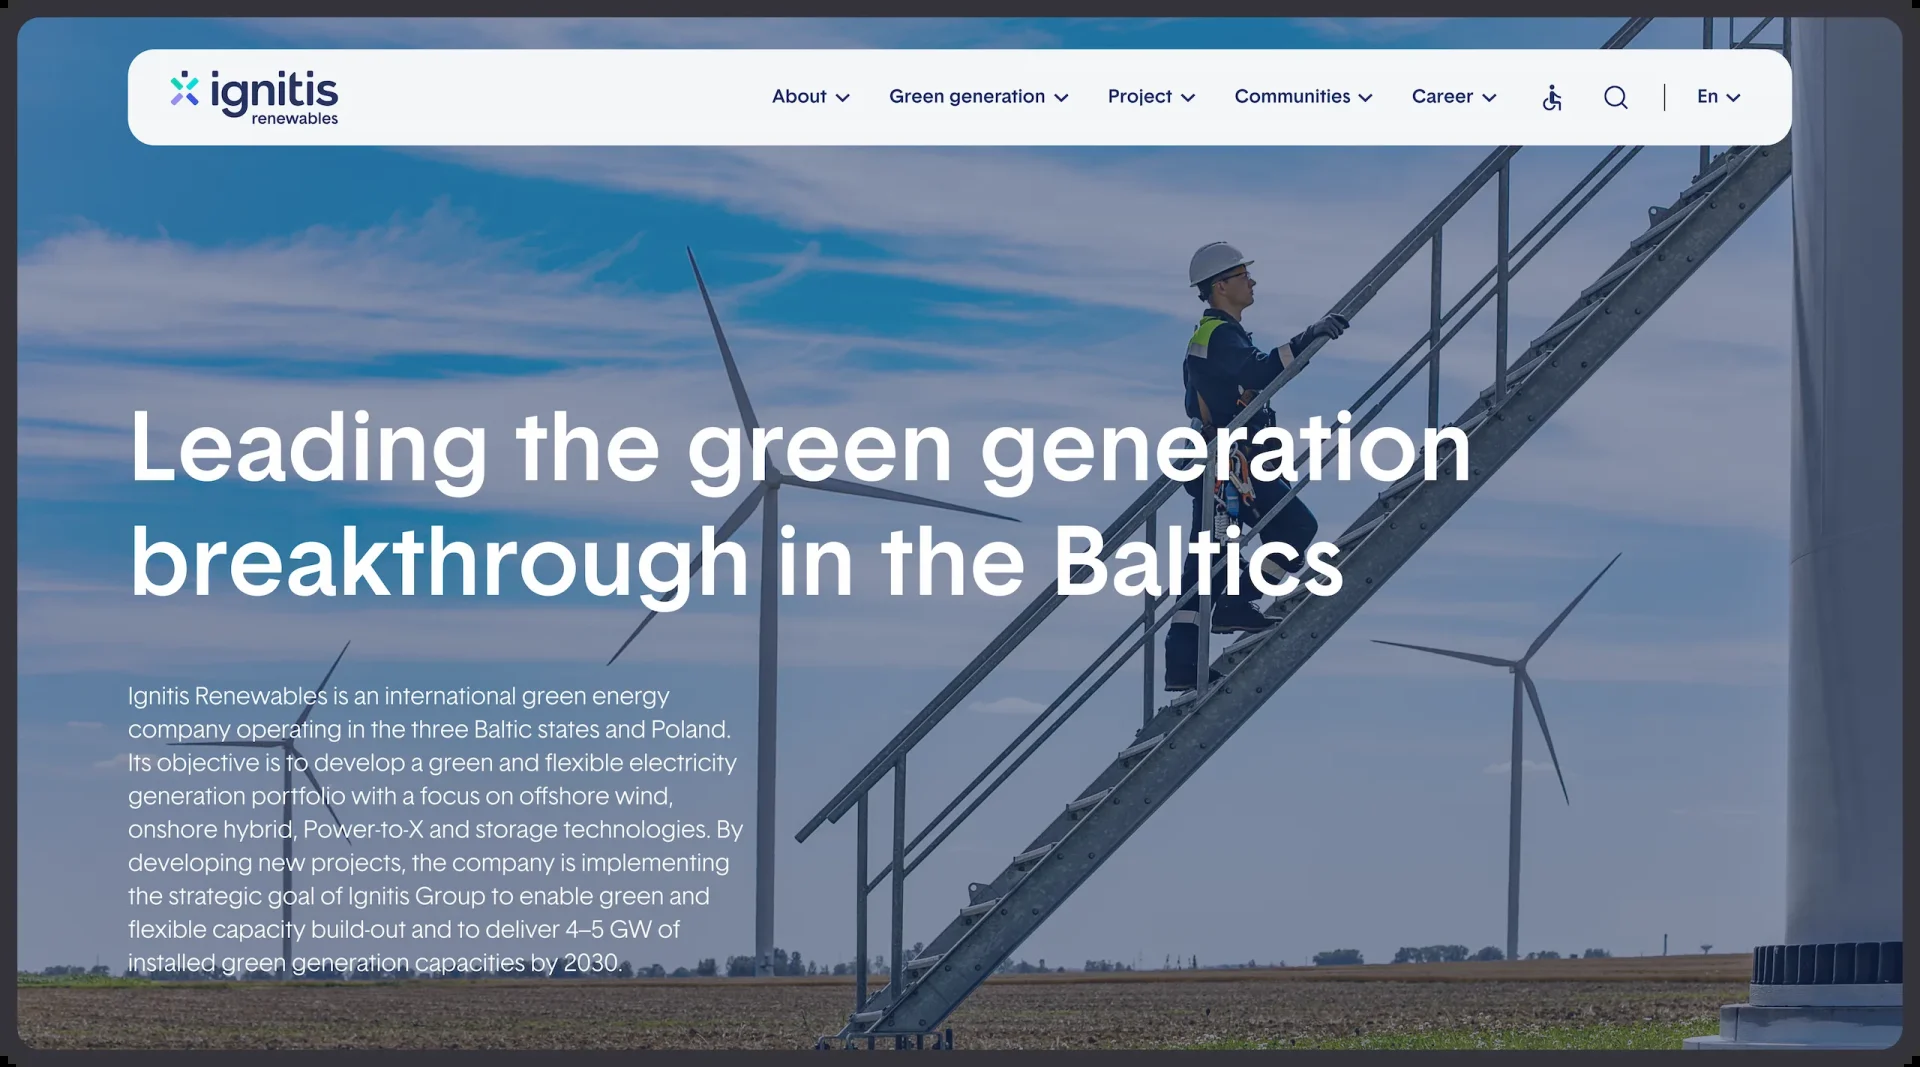 ignitis
renewables
About
Green generation
Project
Communities
Career
En
Leading the green generation
breakthrough in the Baltics
Ignitis Renewables is an international green energy
company operating in the three Baltic states and Poland.
Its objective is to develop a green and flexible electricity
generation portfolio with a focus on offshore wind,
onshore hybrid, Power-to-X and storage technologies. By
developing new projects, the company is implementing
the strategic goal of Ignitis Group to enable green and
flexible capacity build-out and to deliver 4–5 GW of
installed green generation capacities by 2030.